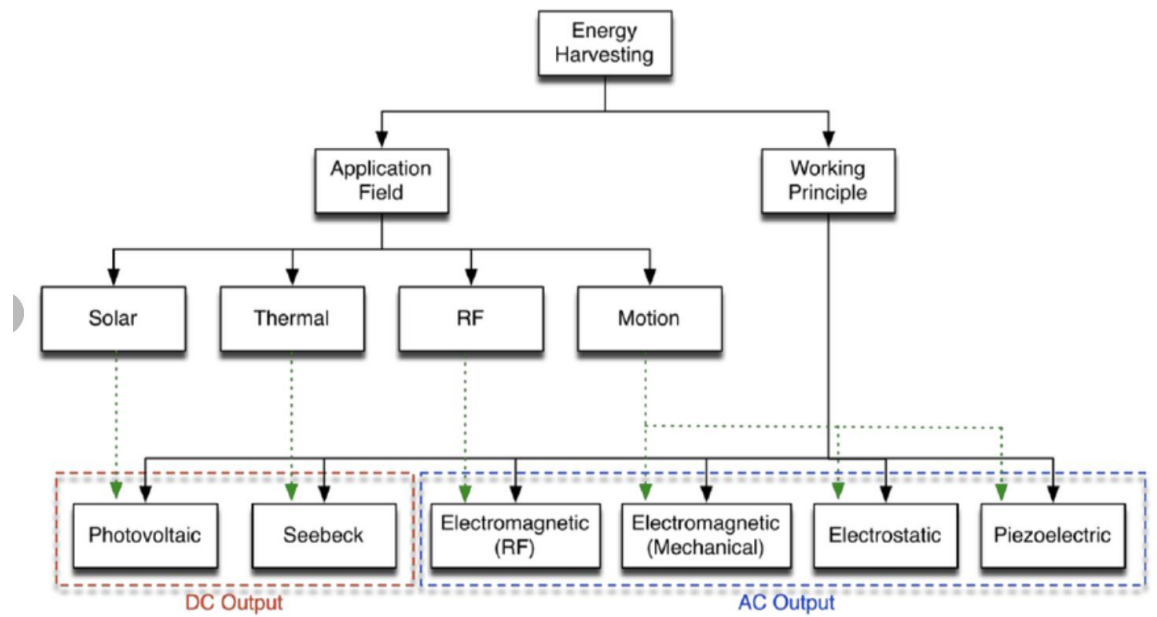 Energy
Harvesting
Application
Field
Working
Principle
Solar
Thermal
RF
Motion
Photovoltaic
Seebeck
Electromagnetic
(RF)
Electromagnetic
(Mechanical)
Electrostatic
Piezoelectric
DC Output
AC Output